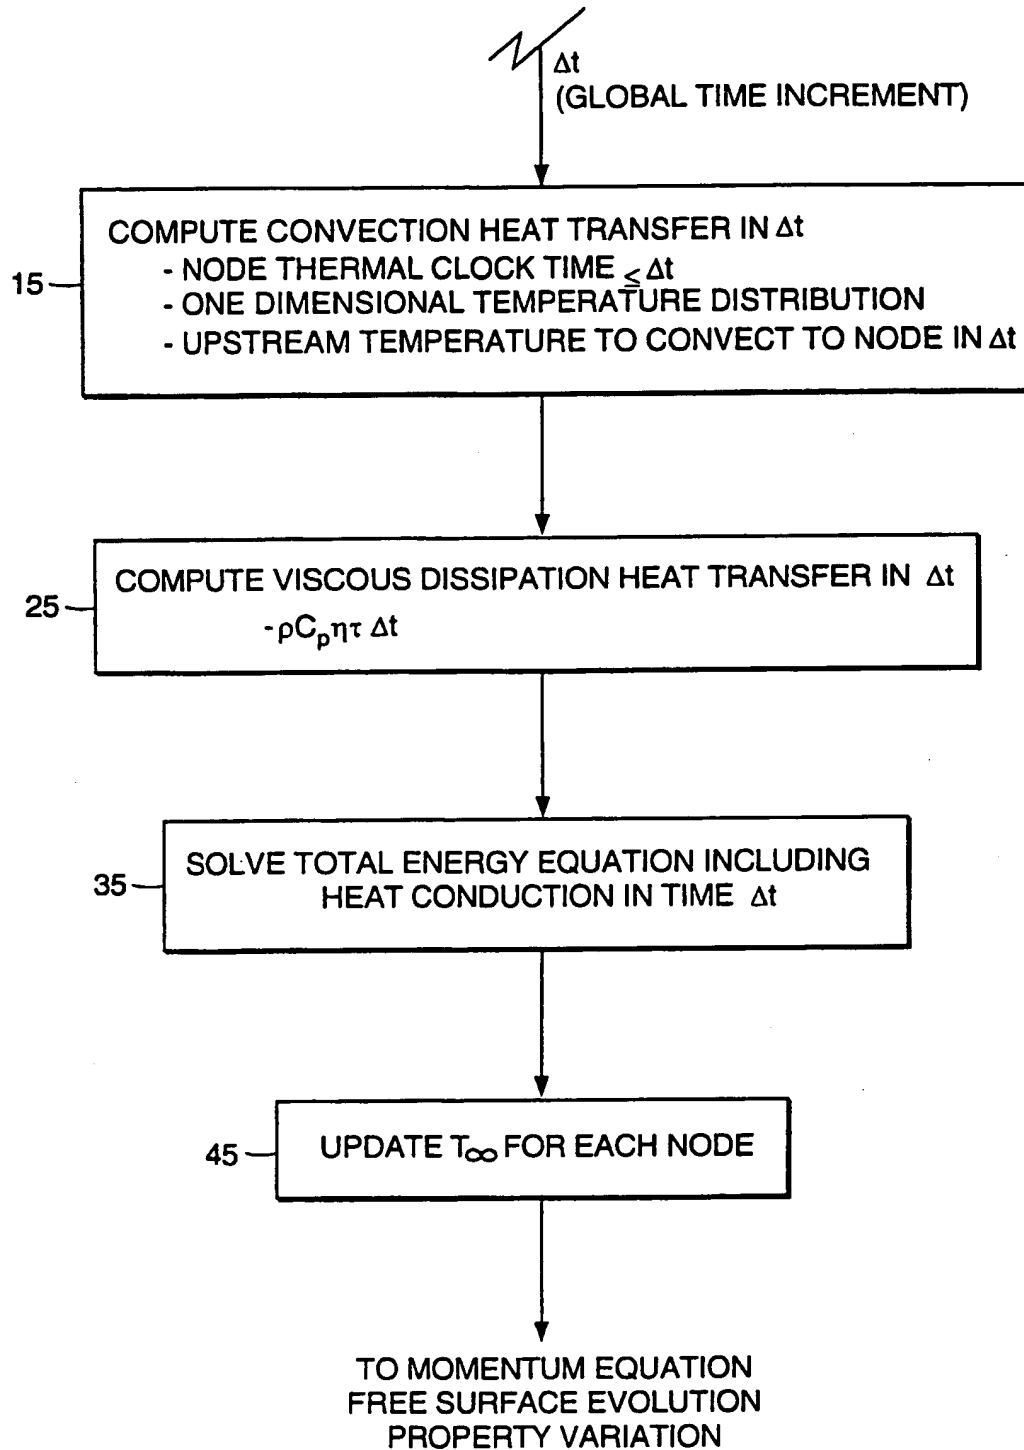 Δt
(GLOBAL TIME INCREMENT)
COMPUTE CONVECTION HEAT TRANSFER IN Δt
- NODE THERMAL CLOCK TIME ≤ Δt
15
- ONE DIMENSIONAL TEMPERATURE DISTRIBUTION
- UPSTREAM TEMPERATURE TO CONVECT TO NODE IN Δt
COMPUTE VISCOUS DISSIPATION HEAT TRANSFER IN Δt
25
-ρCpητ Δt
SOLVE TOTAL ENERGY EQUATION INCLUDING
35
HEAT CONDUCTION IN TIME Δt
45
UPDATE T∞ FOR EACH NODE
TO MOMENTUM EQUATION
FREE SURFACE EVOLUTION
PROPERTY VARIATION